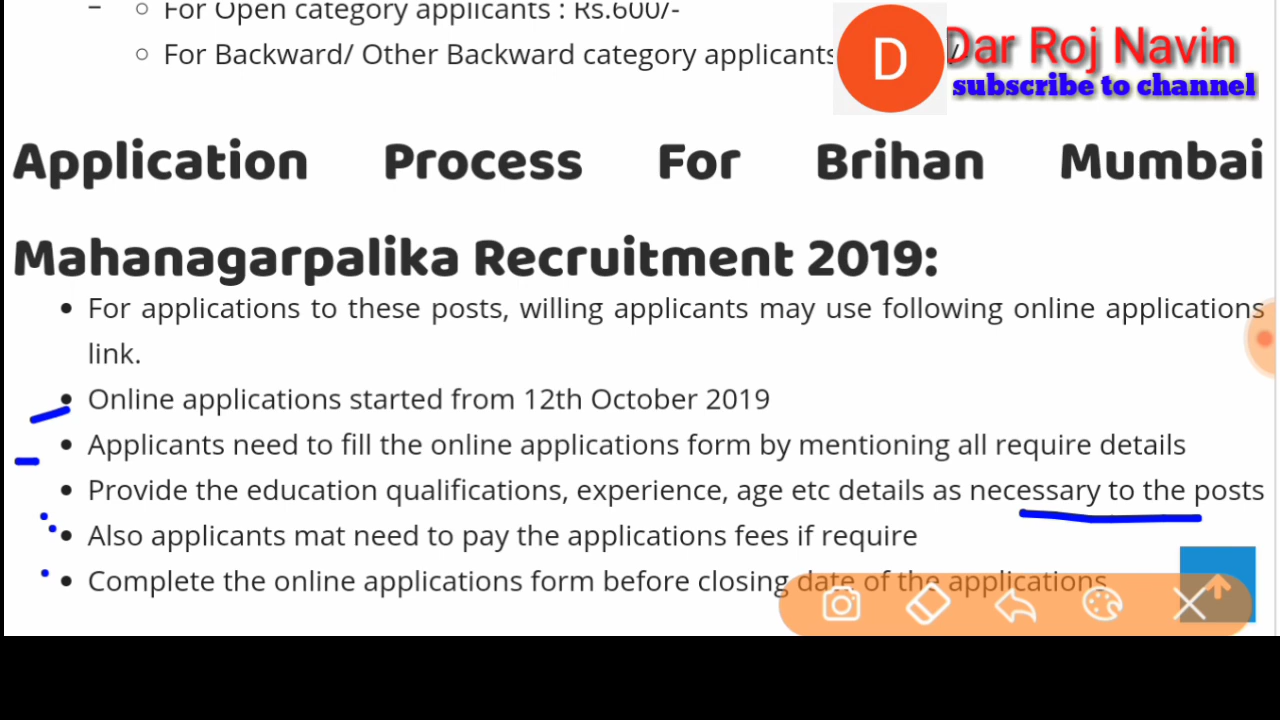 For Open category applicants : Rs.600/-
For Backward/ Other Backward category applicants
D
Dar Roj Navin
subscribe to channel
Application Process For Brihan Mumbai
Mahanagarpalika Recruitment 2019:
For applications to these posts, willing applicants may use following online applications
link.
Online applications started from 12th October 2019
Applicants need to fill the online applications form by mentioning all require details
Provide the education qualifications, experience, age etc details as necessary to the posts
Also applicants mat need to pay the applications fees if require
Complete the online applications form before closing date of the applications